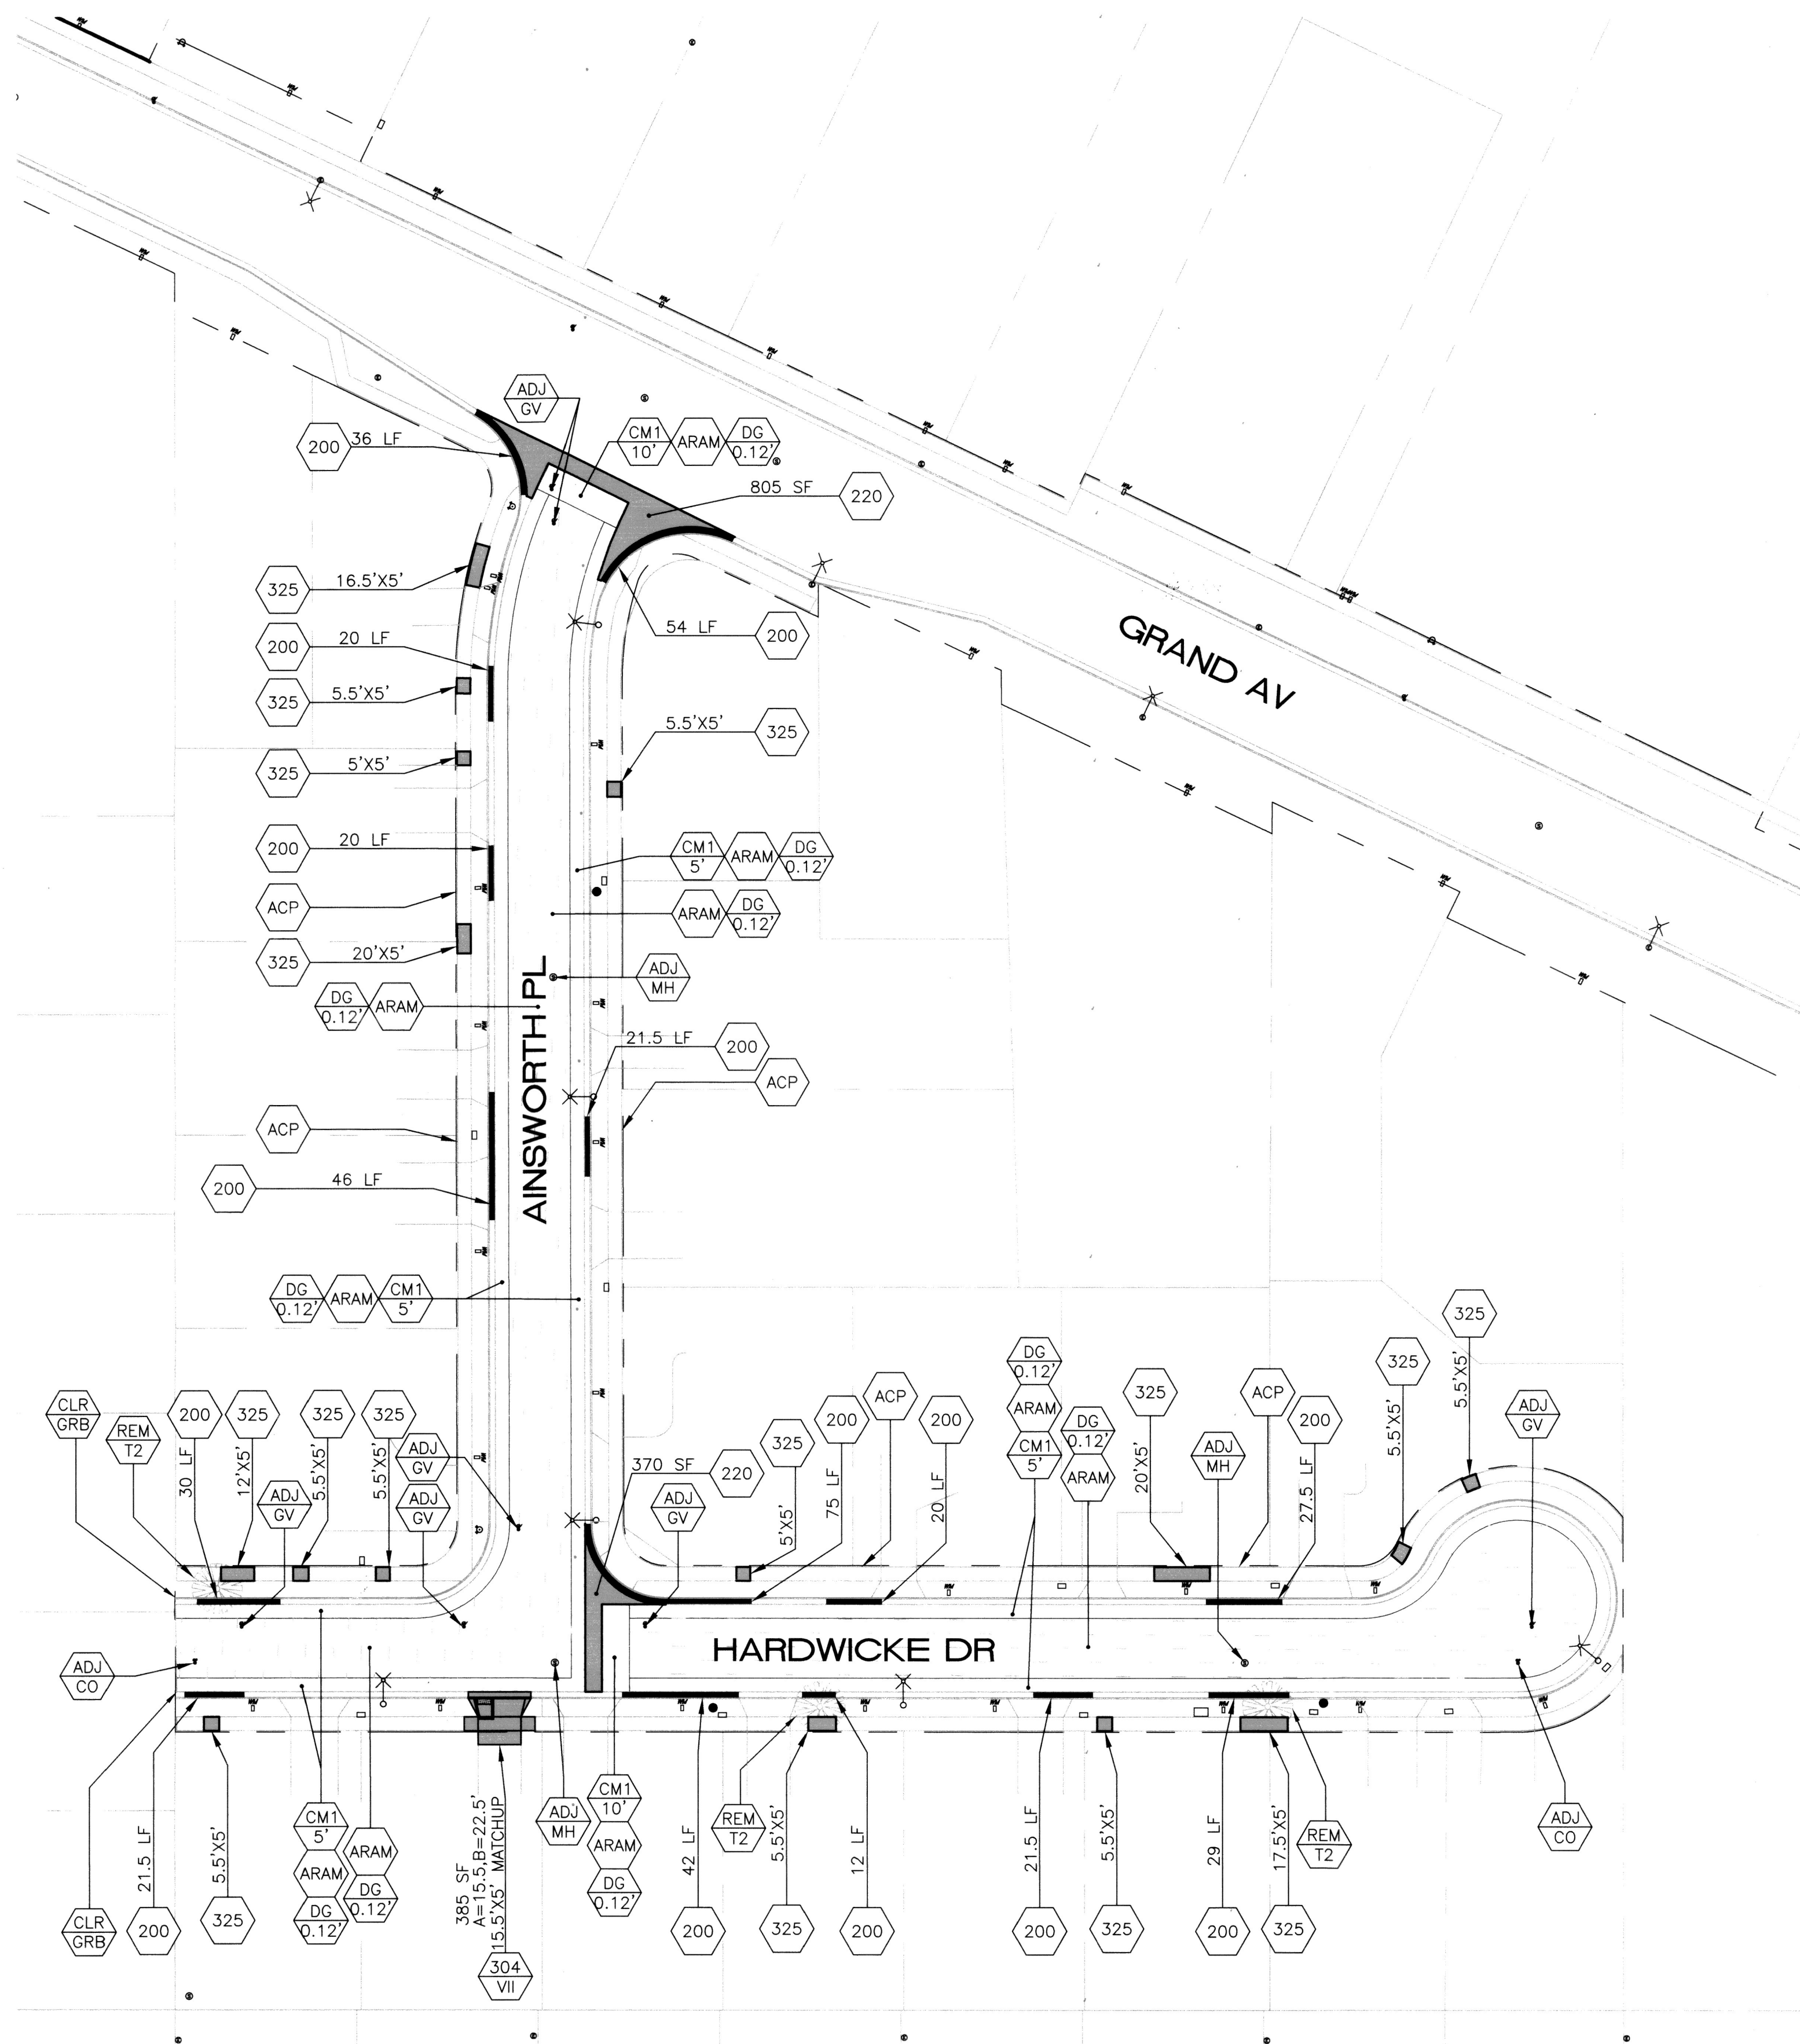 ADJ
GV
200
36 LF
CM1
10'
ARAM
DG
0.12'
805 SF
220
325
16.5'X5'
54 LF
200
200
20 LF
325
5.5'X5'
5.5'X5'
325
325
5'X5'
GRAND AV
200
20 LF
CM1
5'
ARAM
DG
0.12'
ACP
ARAM
DG
0.12'
325
20'X5'
ADJ
MH
DG
0.12'
ARAM
AINSWORTH PL
21.5 LF
200
ACP
ACP
200
46 LF
DG
0.12'
ARAM
CM1
5'
CLR
GRB
REM
T2
200
30 LF
325
12'X5'
ADJ
GV
325
5.5'X5'
325
5.5'X5'
ADJ
GV
ADJ
GV
370 SF
220
ADJ
GV
325
5'X5'
200
75 LF
ACP
200
20 LF
DG
0.12'
ARAM
CM1
5'
DG
0.12'
ARAM
325
20'X5'
ADJ
MH
ACP
200
27.5 LF
325
5.5'X5'
325
5.5'X5'
ADJ
GV
HARDWICKE DR
ADJ
CO
CLR
GRB
21.5 LF
200
5.5'X5'
325
CM1
5'
ARAM
DG
0.12'
ARAM
DG
0.12'
385 SF
A=15.5,B=22.5'
15.5'X5' MATCHUP
304
VII
ADJ
MH
CM1
10'
ARAM
DG
0.12'
42 LF
200
REM
T2
5.5'X5'
325
12 LF
200
21.5 LF
200
5.5'X5'
325
29 LF
200
17.5'X5'
325
REM
T2
ADJ
CO